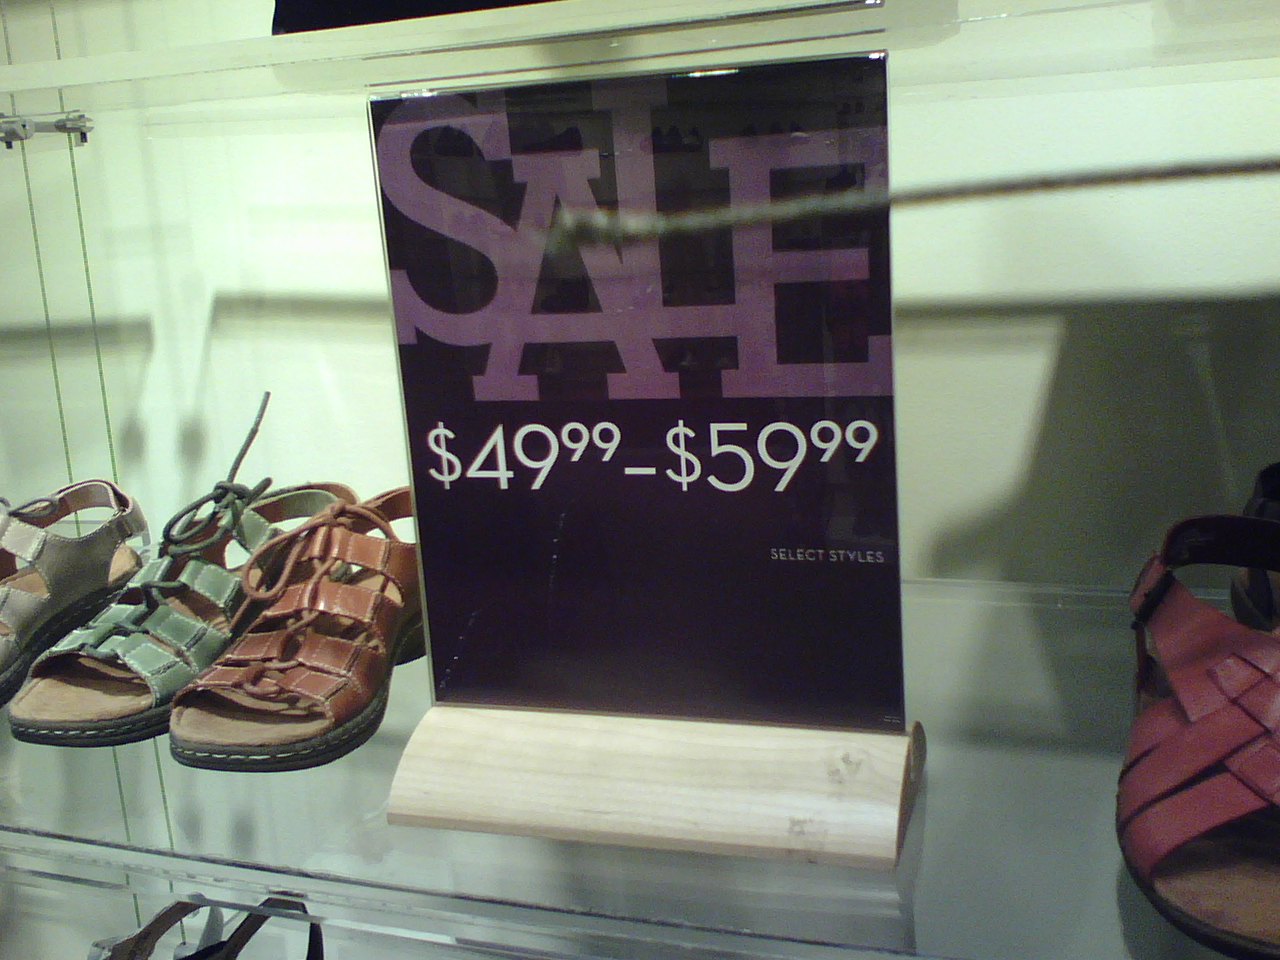 SALE
$49⁹⁹ – $59⁹⁹
SELECT STYLES